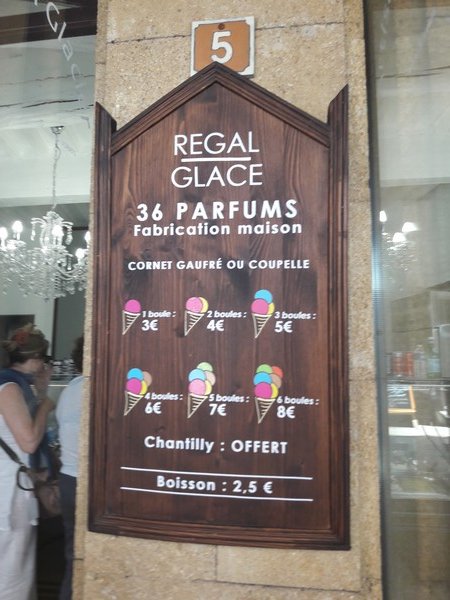 5
REGAL
GLACE
36 PARFUMS
Fabrication maison
CORNET GAUFRÉ OU COUPELLE
1 boule : 2 boules : 3 boules :
3€ 4€ 5€
4 boules : 5 boules : 6 boules :
6€ 7€ 8€
Chantilly : OFFERT
Boisson : 2,5 €